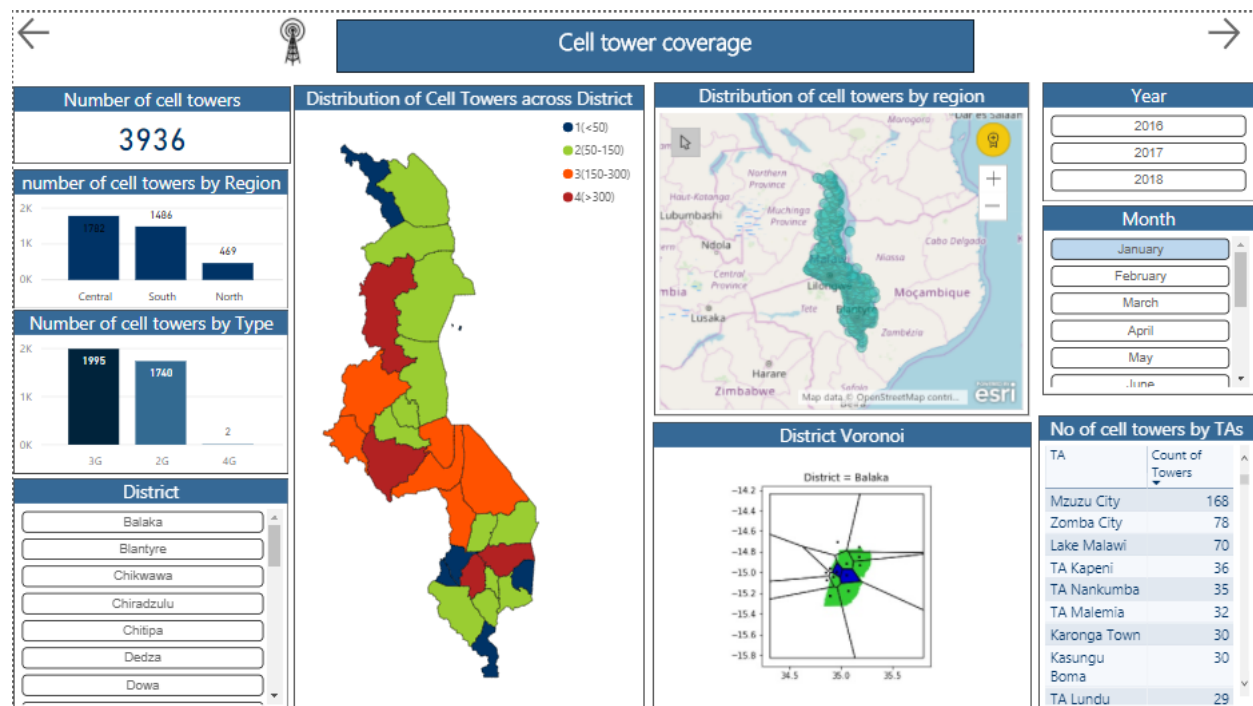 Cell tower coverage
Number of cell towers
3936
number of cell towers by Region
2K
1K
0K
1782
1486
469
Central
South
North
Number of cell towers by Type
2K
1K
0K
1995
1740
2
3G
2G
4G
District
Balaka
Blantyre
Chikwawa
Chiradzulu
Chitipa
Dedza
Dowa
Distribution of Cell Towers across District
1(<50)
2(50-150)
3(150-300)
4(>300)
Distribution of cell towers by region
Dar es Salaam
Northern
Province
Haut-Katanga
Lubumbashi
Muchinga
Province
Ndola
Cabo Delgado
Malawi
Niassa
Central
Province
Lilongwe
Moçambique
mbia
Tete
Blantyre
Lusaka
Zambézia
Harare
Zimbabwe
Sofala
Map data © OpenStreetMap contri...
esri
District Voronoi
District = Balaka
−14.2
−14.4
−14.6
−14.8
−15.0
−15.2
−15.4
−15.6
−15.8
34.5
35.0
35.5
Year
2016
2017
2018
Month
January
February
March
April
May
June
No of cell towers by TAs
TA
Count of
Towers
Mzuzu City 168
Zomba City 78
Lake Malawi 70
TA Kapeni 36
TA Nankumba 35
TA Malemia 32
Karonga Town 30
Kasungu 30
Boma
TA Lundu 29